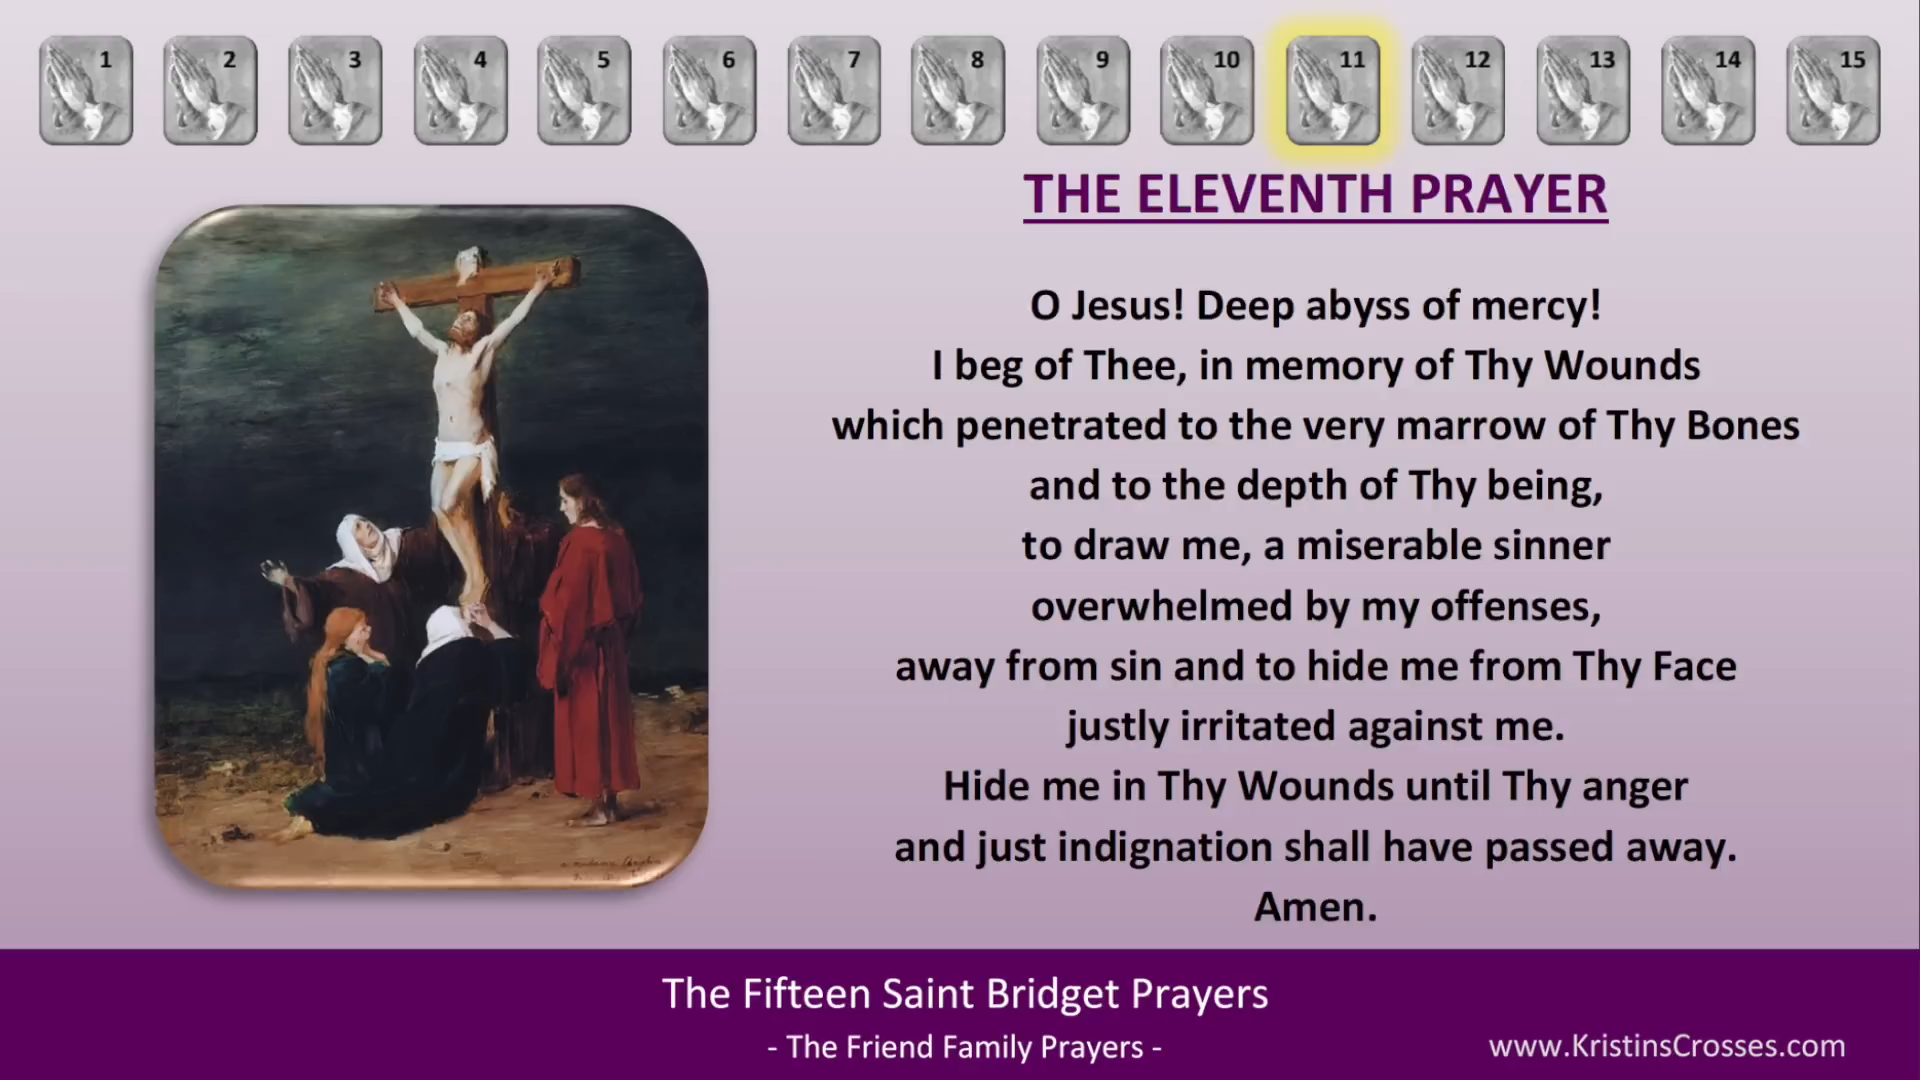 1 2 3 4 5 6 7 8 9 10 11 12 13 14 15
THE ELEVENTH PRAYER
O Jesus! Deep abyss of mercy!
I beg of Thee, in memory of Thy Wounds
which penetrated to the very marrow of Thy Bones
and to the depth of Thy being,
to draw me, a miserable sinner
overwhelmed by my offenses,
away from sin and to hide me from Thy Face
justly irritated against me.
Hide me in Thy Wounds until Thy anger
and just indignation shall have passed away.
Amen.
The Fifteen Saint Bridget Prayers
- The Friend Family Prayers -
www.KristinsCrosses.com